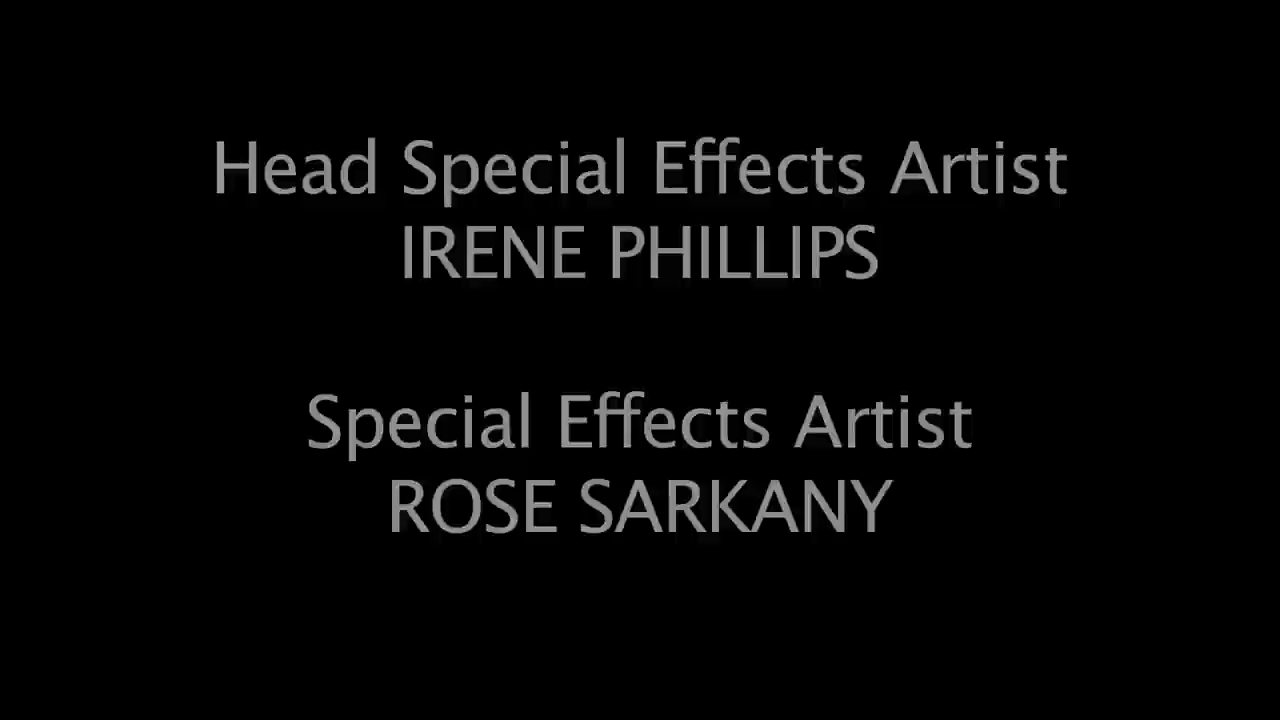 Head Special Effects Artist
IRENE PHILLIPS
Special Effects Artist
ROSE SARKANY